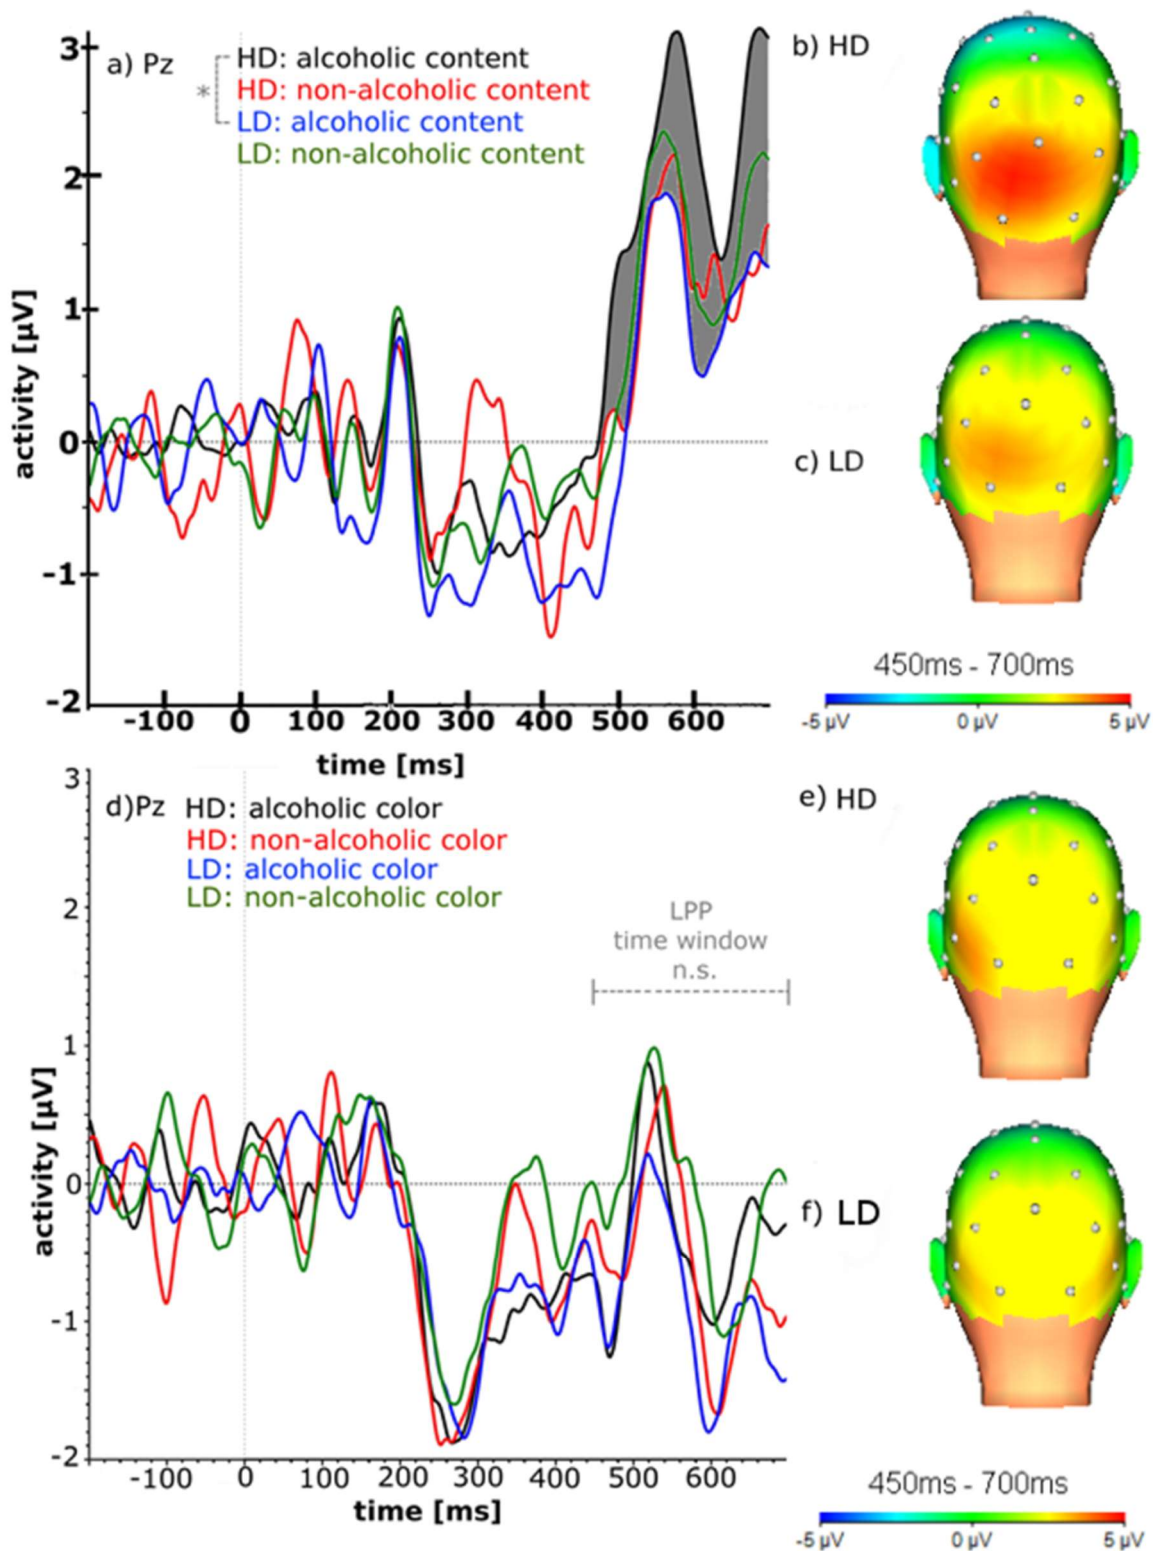 a) Pz
HD: alcoholic content
HD: non-alcoholic content
LD: alcoholic content
LD: non-alcoholic content
*
3
2
1
0
-1
-2
activity [µV]
-100 0 100 200 300 400 500 600
time [ms]
b) HD
c) LD
450ms - 700ms
-5 µV 0 µV 5 µV
d)Pz
HD: alcoholic color
HD: non-alcoholic color
LD: alcoholic color
LD: non-alcoholic color
LPP
time window
n.s.
3
2
1
0
-1
-2
activity [µV]
-100 0 100 200 300 400 500 600
time [ms]
e) HD
f) LD
450ms - 700ms
-5 µV 0 µV 5 µV